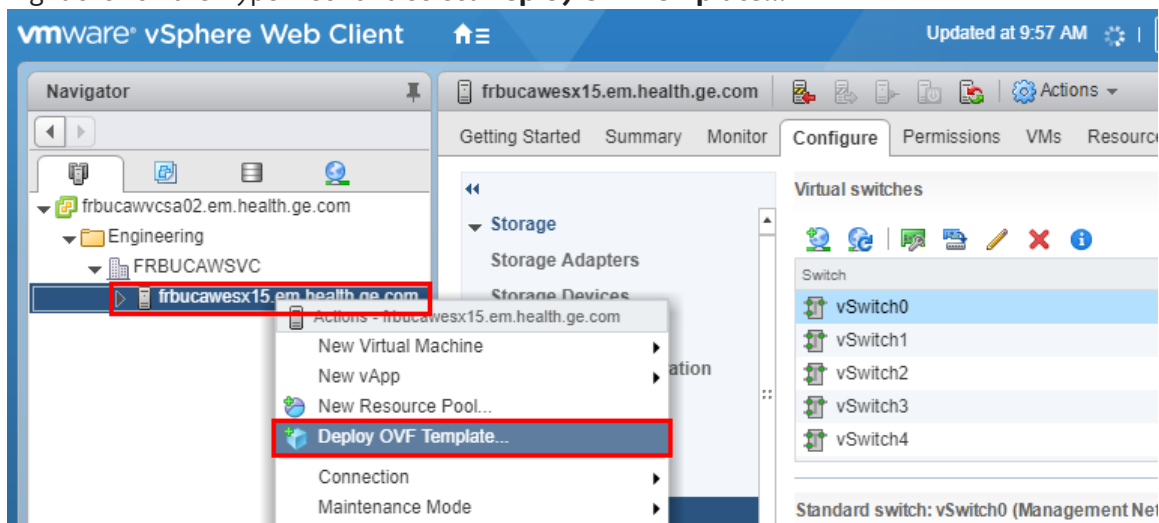 vmware® vSphere Web Client
Updated at 9:57 AM
Navigator
frbucawesx15.em.health.ge.com
Actions
Getting Started Summary Monitor Configure Permissions VMs
frbucawvcsa02.em.health.ge.com
Engineering
FRBUCAWSVC
frbucawesx15.em.health.ge.com
Storage
Storage Adapters
Storage Devices
Virtual switches
Switch
vSwitch0
vSwitch1
vSwitch2
vSwitch3
vSwitch4
Standard switch: vSwitch0 (Management
Actions - frbucawesx15.em.health.ge.com
New Virtual Machine
New vApp
New Resource Pool...
Deploy OVF Template...
Connection
Maintenance Mode